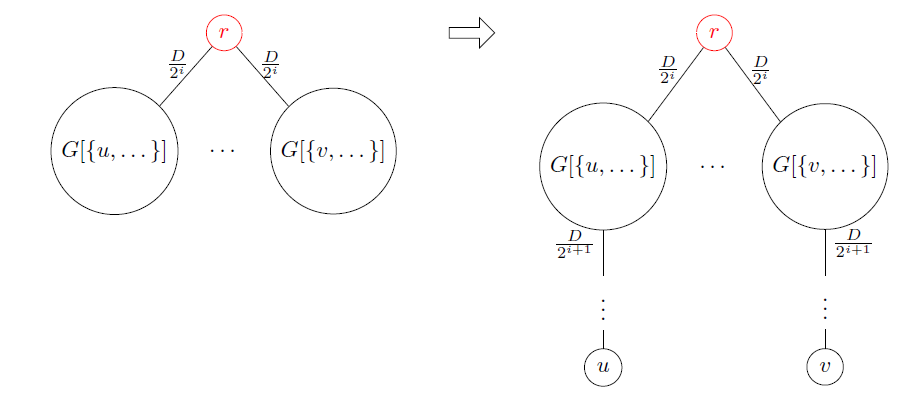 r
r
D/2^i
D/2^i
D/2^i
D/2^i
G[{u, . . . }]
· · ·
G[{v, . . . }]
G[{u, . . . }]
· · ·
G[{v, . . . }]
D/2^{i+1}
D/2^{i+1}
⋮
⋮
u
v